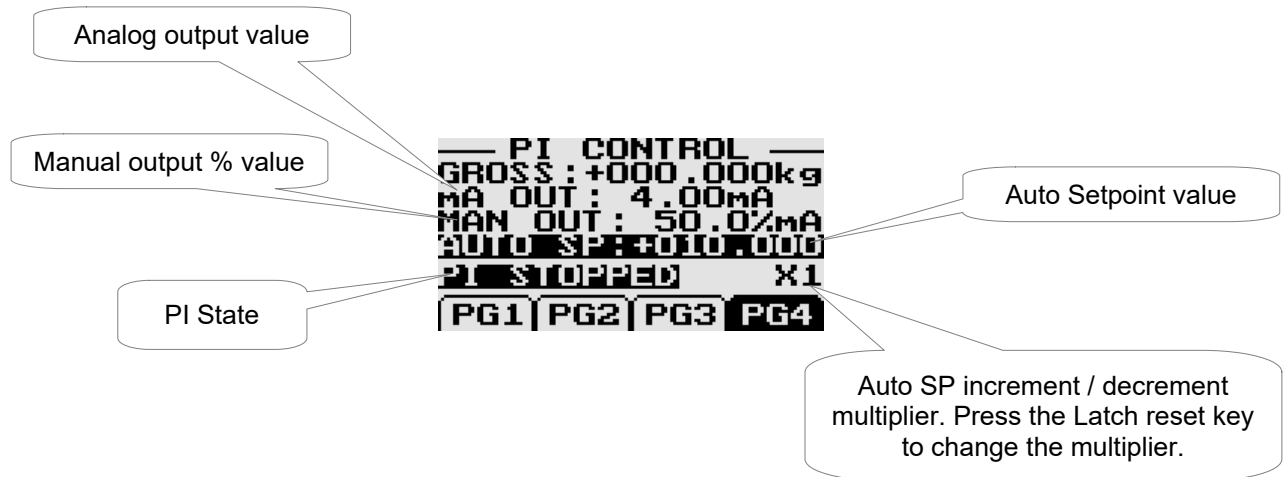 Analog output value
Manual output % value
PI CONTROL
GROSS:+000.000kg
mA OUT: 4.00mA
MAN OUT: 50.0%mA
AUTO SP:+010.000
PI STOPPED X1
PG1 PG2 PG3 PG4
Auto Setpoint value
PI State
Auto SP increment / decrement
multiplier. Press the Latch reset key
to change the multiplier.